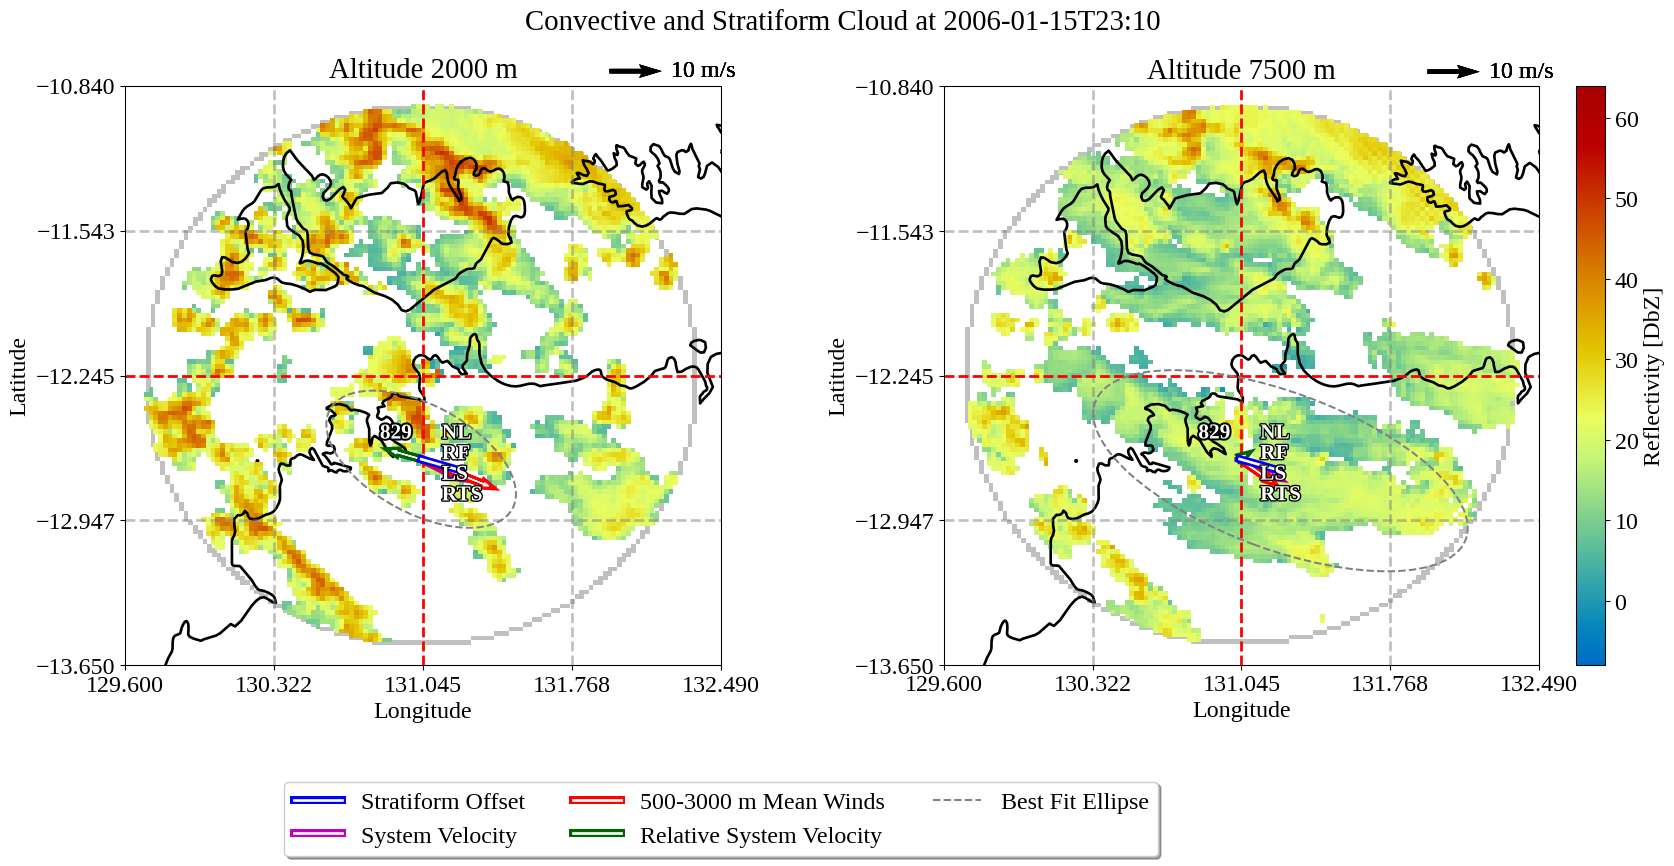 Convective and Stratiform Cloud at 2006-01-15T23:10
Altitude 2000 m
10 m/s
−10.840
−11.543
−12.245
−12.947
−13.650
Latitude
829
NL
RF
LS
RTS
129.600
130.322
131.045
131.768
132.490
Longitude
Altitude 7500 m
10 m/s
−10.840
−11.543
−12.245
−12.947
−13.650
Latitude
829
NL
RF
LS
RTS
129.600
130.322
131.045
131.768
132.490
Longitude
60
50
40
30
20
10
0
Reflectivity [DbZ]
Stratiform Offset
System Velocity
500-3000 m Mean Winds
Relative System Velocity
Best Fit Ellipse